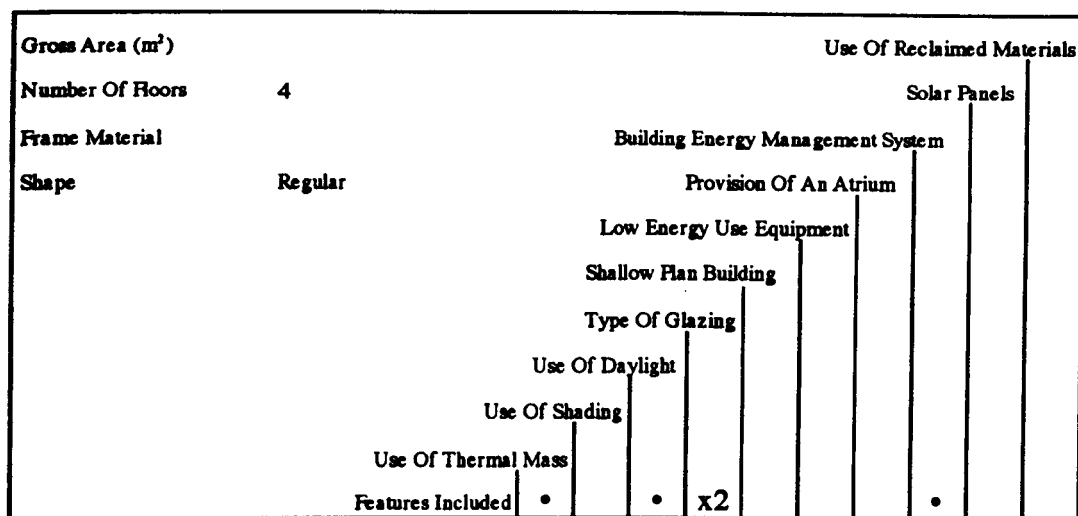 Gross Area (m²)
Use Of Reclaimed Materials
Number Of Floors 4
Solar Panels
Frame Material
Building Energy Management System
Shape Regular
Provision Of An Atrium
Low Energy Use Equipment
Shallow Plan Building
Type Of Glazing
Use Of Daylight
Use Of Shading
Use Of Thermal Mass
Features Included • • x2 •